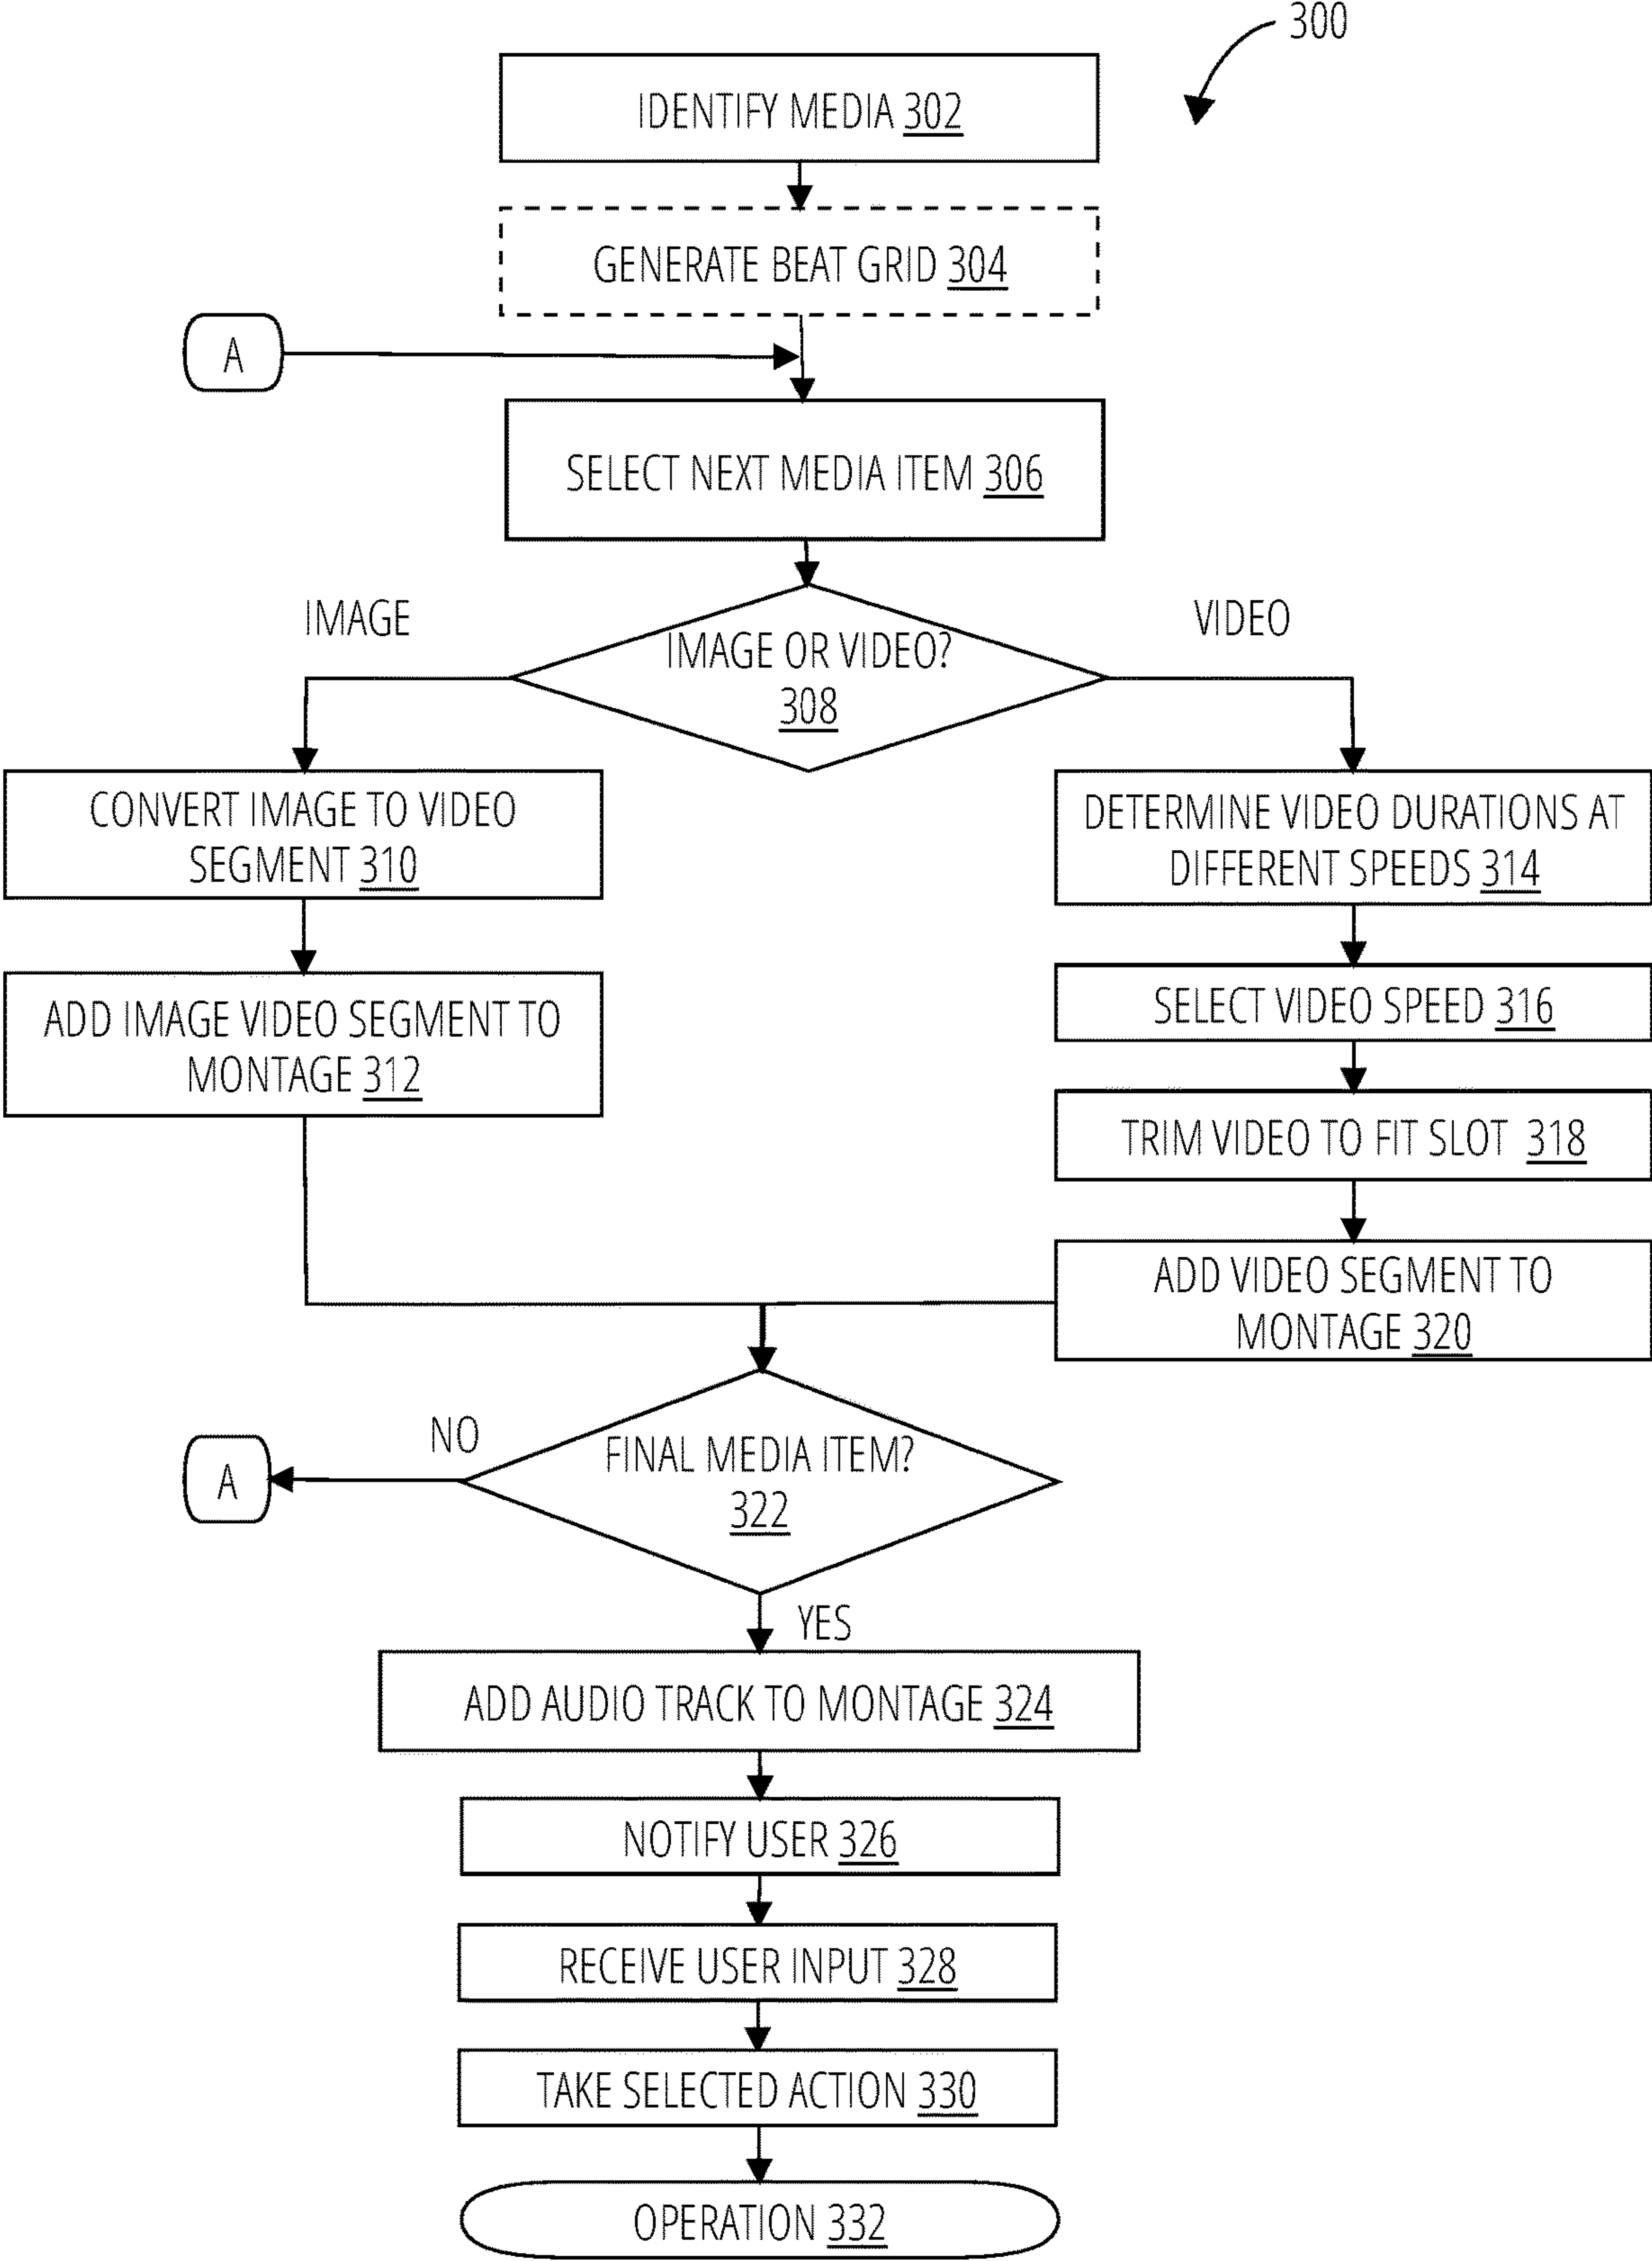 300
IDENTIFY MEDIA 302
GENERATE BEAT GRID 304
A
SELECT NEXT MEDIA ITEM 306
IMAGE
VIDEO
IMAGE OR VIDEO?
308
CONVERT IMAGE TO VIDEO
SEGMENT 310
ADD IMAGE VIDEO SEGMENT TO
MONTAGE 312
DETERMINE VIDEO DURATIONS AT
DIFFERENT SPEEDS 314
SELECT VIDEO SPEED 316
TRIM VIDEO TO FIT SLOT 318
ADD VIDEO SEGMENT TO
MONTAGE 320
FINAL MEDIA ITEM?
322
NO
A
YES
ADD AUDIO TRACK TO MONTAGE 324
NOTIFY USER 326
RECEIVE USER INPUT 328
TAKE SELECTED ACTION 330
OPERATION 332